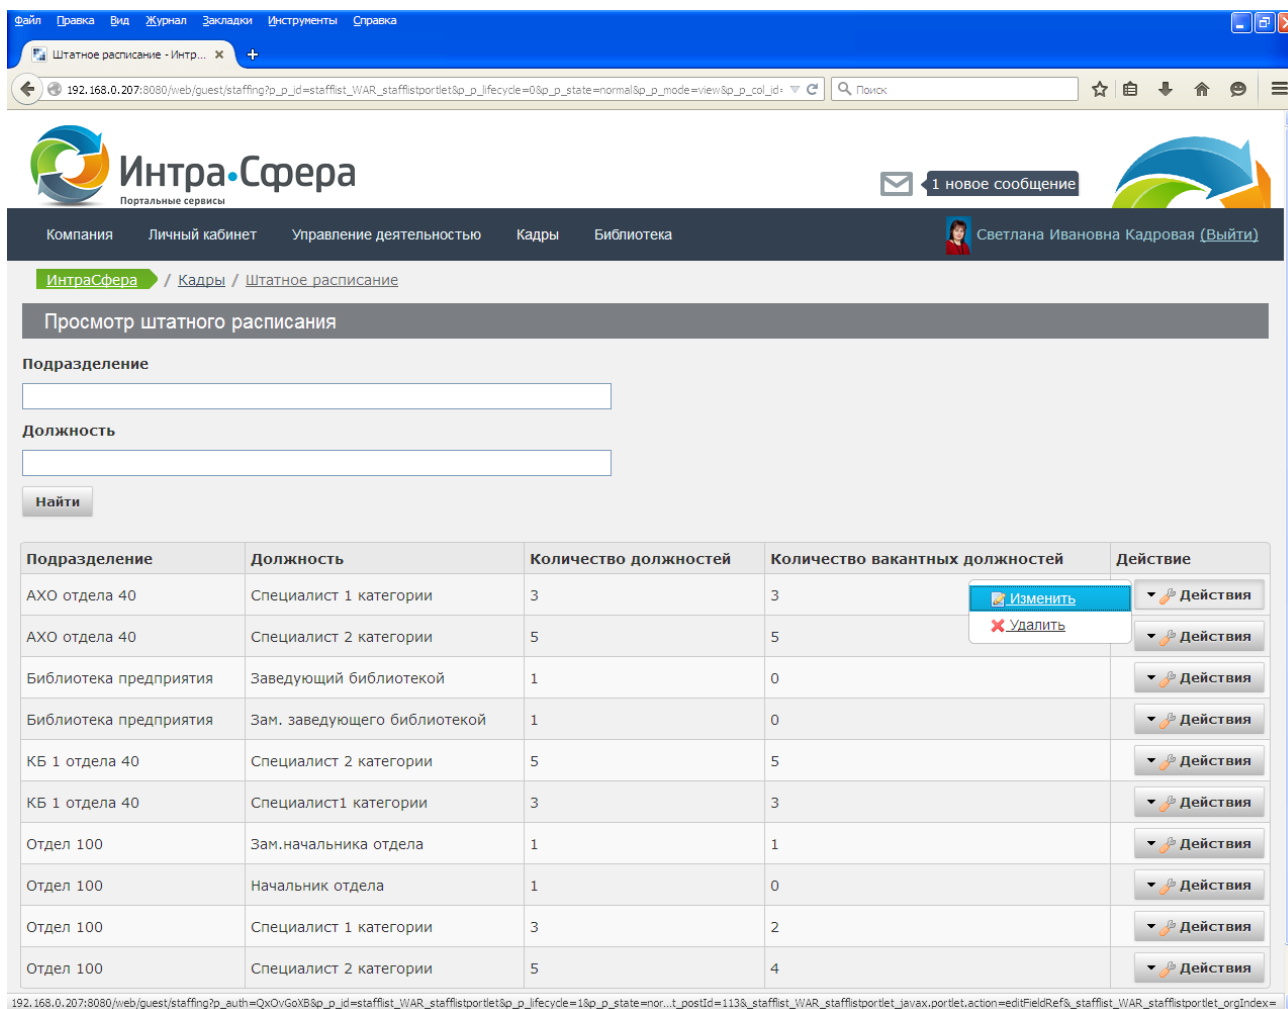 Файл Правка Вид Журнал Закладки Инструменты Справка
Штатное расписание - Интр...
192.168.0.207:8080/web/guest/staffing?p_p_id=stafflist_WAR_stafflistportlet&p_p_lifecycle=0&p_p_state=normal&p_p_mode=view&p_p_col_id= Поиск
Интра•Сфера
Портальные сервисы
1 новое сообщение
Компания Личный кабинет Управление деятельностью Кадры Библиотека Светлана Ивановна Кадровая (Выйти)
ИнтраСфера / Кадры / Штатное расписание
Просмотр штатного расписания
Подразделение
Должность
Найти
Подразделение Должность Количество должностей Количество вакантных должностей Действие
АХО отдела 40 Специалист 1 категории 3 3 Изменить Действия
Удалить
АХО отдела 40 Специалист 2 категории 5 5 Действия
Библиотека предприятия Заведующий библиотекой 1 0 Действия
Библиотека предприятия Зам. заведующего библиотекой 1 0 Действия
КБ 1 отдела 40 Специалист 2 категории 5 5 Действия
КБ 1 отдела 40 Специалист1 категории 3 3 Действия
Отдел 100 Зам.начальника отдела 1 1 Действия
Отдел 100 Начальник отдела 1 0 Действия
Отдел 100 Специалист 1 категории 3 2 Действия
Отдел 100 Специалист 2 категории 5 4 Действия
192.168.0.207:8080/web/guest/staffing?p_auth=QxOvGoXB&p_p_id=stafflist_WAR_stafflistportlet&p_p_lifecycle=1&p_p_state=nor...t_postId=113&_stafflist_WAR_stafflistportlet_javax.portlet.action=editFieldRef&_stafflist_WAR_stafflistportlet_orgIndex=